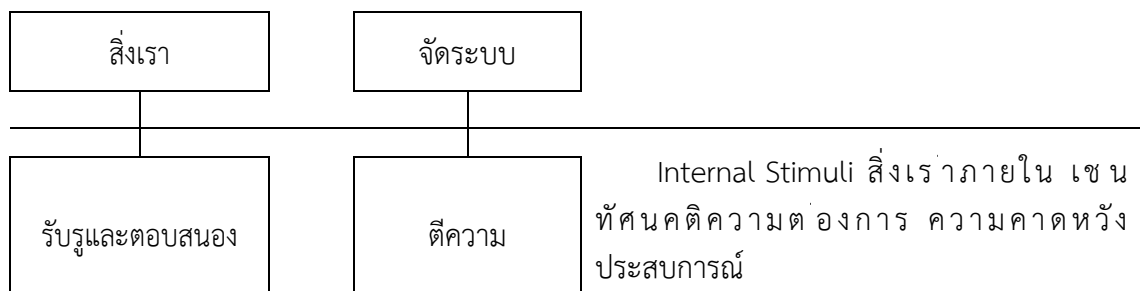 สิ่งเรา
จัดระบบ
รับรูและตอบสนอง
ตีความ
Internal Stimuli สิ่งเร่าภายใน เชน
ทัศนคติความต่องการ ความคาดหวัง
ประสบการณ์